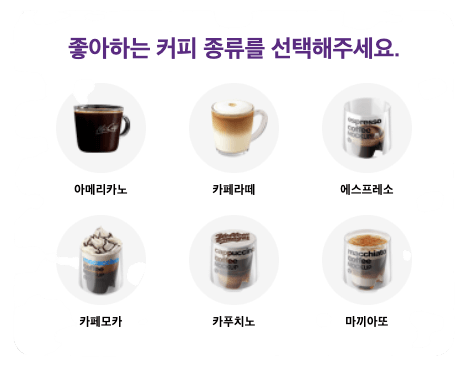 좋아하는 커피 종류를 선택해주세요.
McCafé
espresso
coffee
아메리카노
카페라떼
에스프레소
coffee
cappuccino
coffee
macchiato
coffee
카페모카
카푸치노
마끼아또